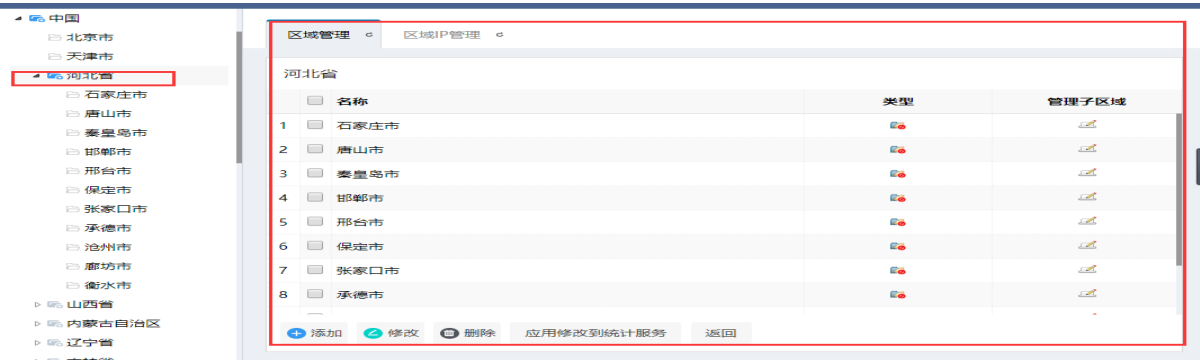 中国
北京市
天津市
河北省
石家庄市
唐山市
秦皇岛市
邯郸市
邢台市
保定市
张家口市
承德市
沧州市
廊坊市
衡水市
山西省
内蒙古自治区
辽宁省
区域管理 区域IP管理
河北省
名称 类型 管理子区域
1 石家庄市
2 唐山市
3 秦皇岛市
4 邯郸市
5 邢台市
6 保定市
7 张家口市
8 承德市
添加 修改 删除 应用修改到统计服务 返回